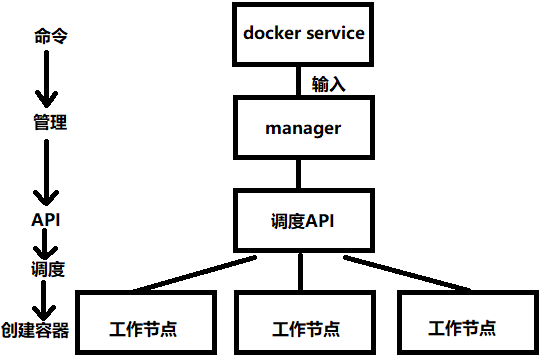 命令
docker service
输入
管理
manager
API
调度API
调度
创建容器
工作节点
工作节点
工作节点